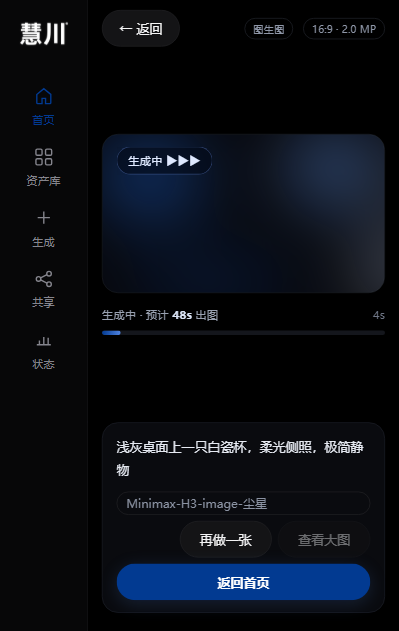 慧川
首页
资产库
生成
共享
状态
← 返回
图生图
16:9 · 2.0 MP
生成中 ▶▶▶
生成中 · 预计 48s 出图
4s
浅灰桌面上一只白瓷杯，柔光侧照，极简静
物
Minimax-H3-image-尘星
再做一张
查看大图
返回首页